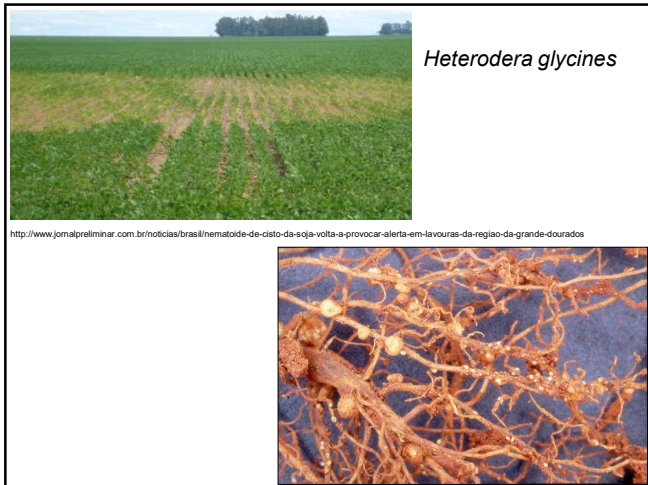 Heterodera glycines
http://www.jornalpreliminar.com.br/noticias/brasil/nematoide-de-cisto-da-soja-volta-a-provocar-alerta-em-lavouras-da-regiao-da-grande-dourados